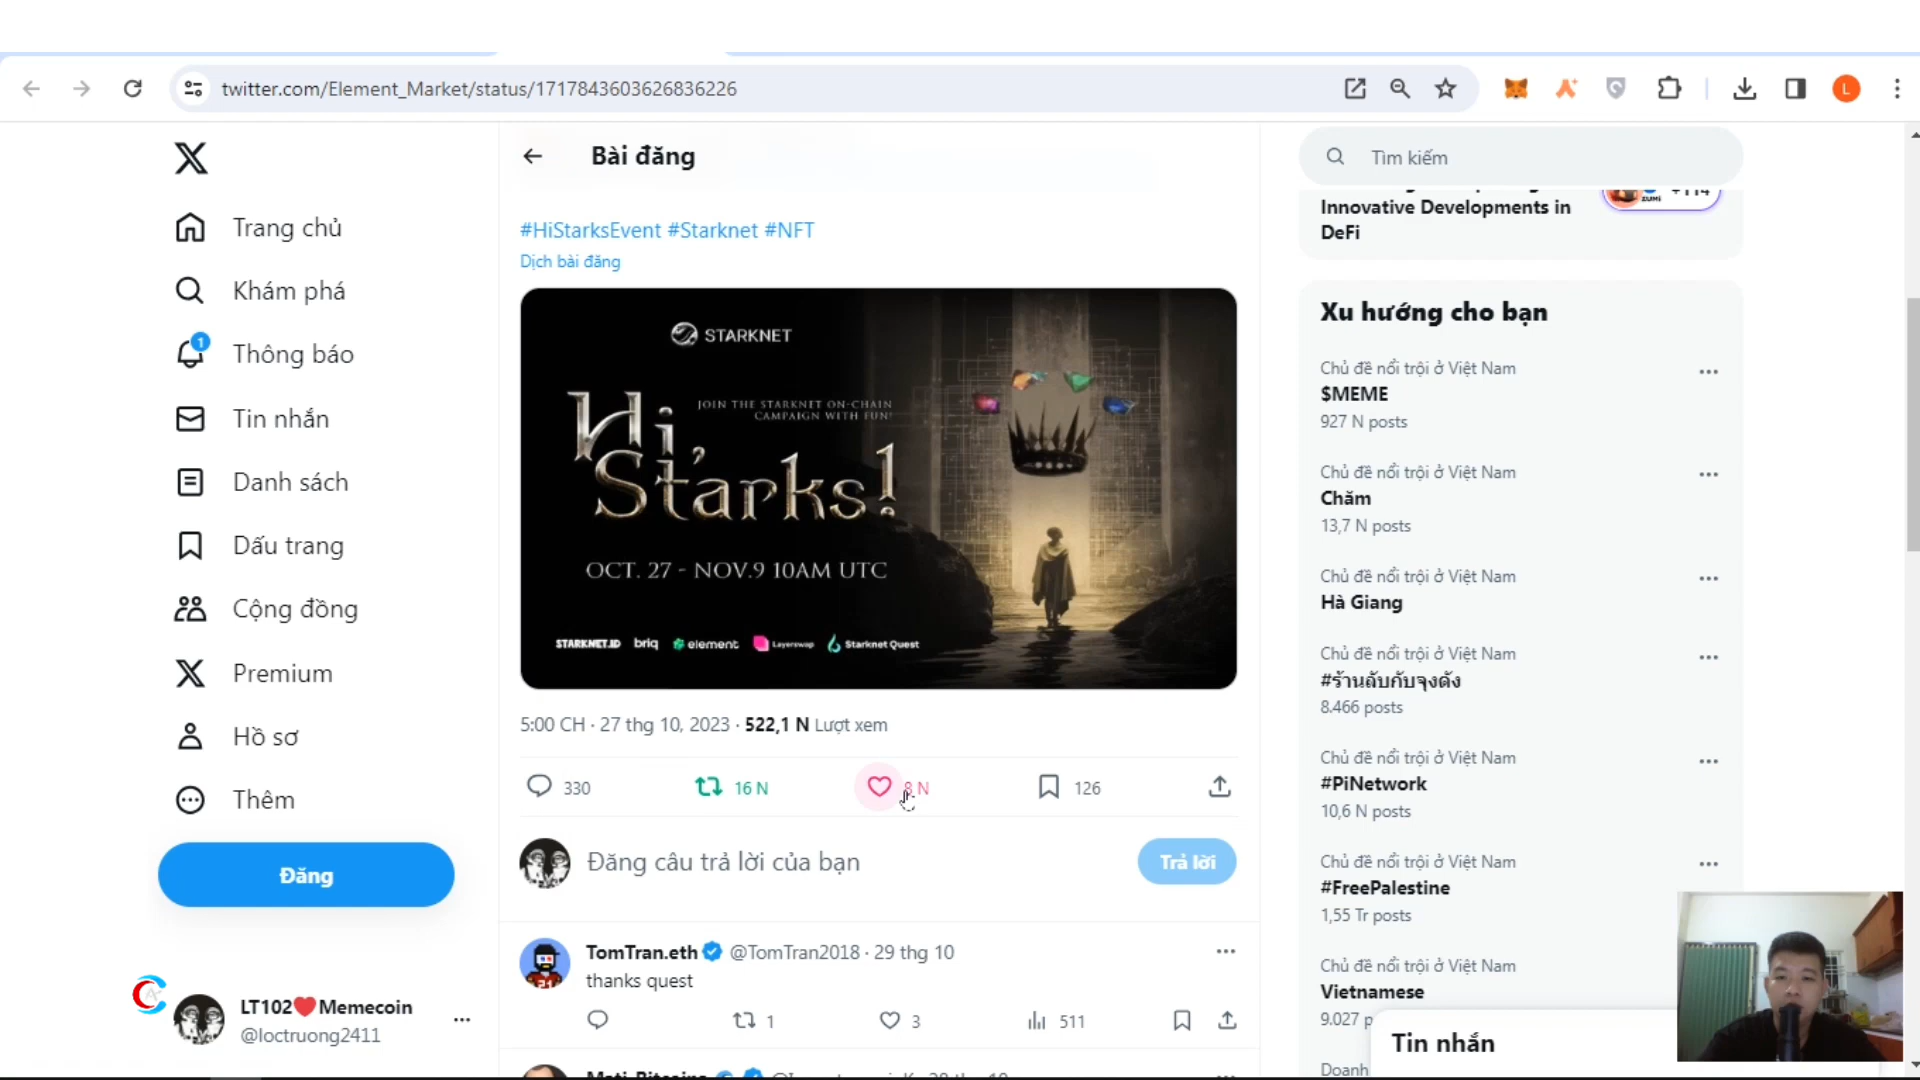 twitter.com/Element_Market/status/1717843603626836226
L
Bài đăng
Tìm kiếm
Trang chủ
Khám phá
1
Thông báo
Tin nhắn
Danh sách
Dấu trang
Cộng đồng
Premium
Hồ sơ
Thêm
Đăng
LT102❤️Memecoin
@loctruong2411
#HiStarksEvent #Starknet #NFT
Dịch bài đăng
STARKNET
Hi, Starks!
JOIN THE STARKNET ON-CHAIN
CAMPAIGN WITH FUN!
OCT. 27 - NOV.9 10AM UTC
STARKNET.ID briq element Layerswap Starknet Quest
5:00 CH · 27 thg 10, 2023 · 522,1 N Lượt xem
330 16 N 8 N 126
Đăng câu trả lời của bạn
Trả lời
TomTran.eth @TomTran2018 · 29 thg 10
thanks quest
1 3 511
Innovative Developments in
DeFi
Xu hướng cho bạn
Chủ đề nổi trội ở Việt Nam
$MEME
927 N posts
Chủ đề nổi trội ở Việt Nam
Chăm
13,7 N posts
Chủ đề nổi trội ở Việt Nam
Hà Giang
Chủ đề nổi trội ở Việt Nam
#ร้านลับกับจุงดัง
8.466 posts
Chủ đề nổi trội ở Việt Nam
#PiNetwork
10,6 N posts
Chủ đề nổi trội ở Việt Nam
#FreePalestine
1,55 Tr posts
Chủ đề nổi trội ở Việt Nam
Vietnamese
9.027 p
Doanh
Tin nhắn